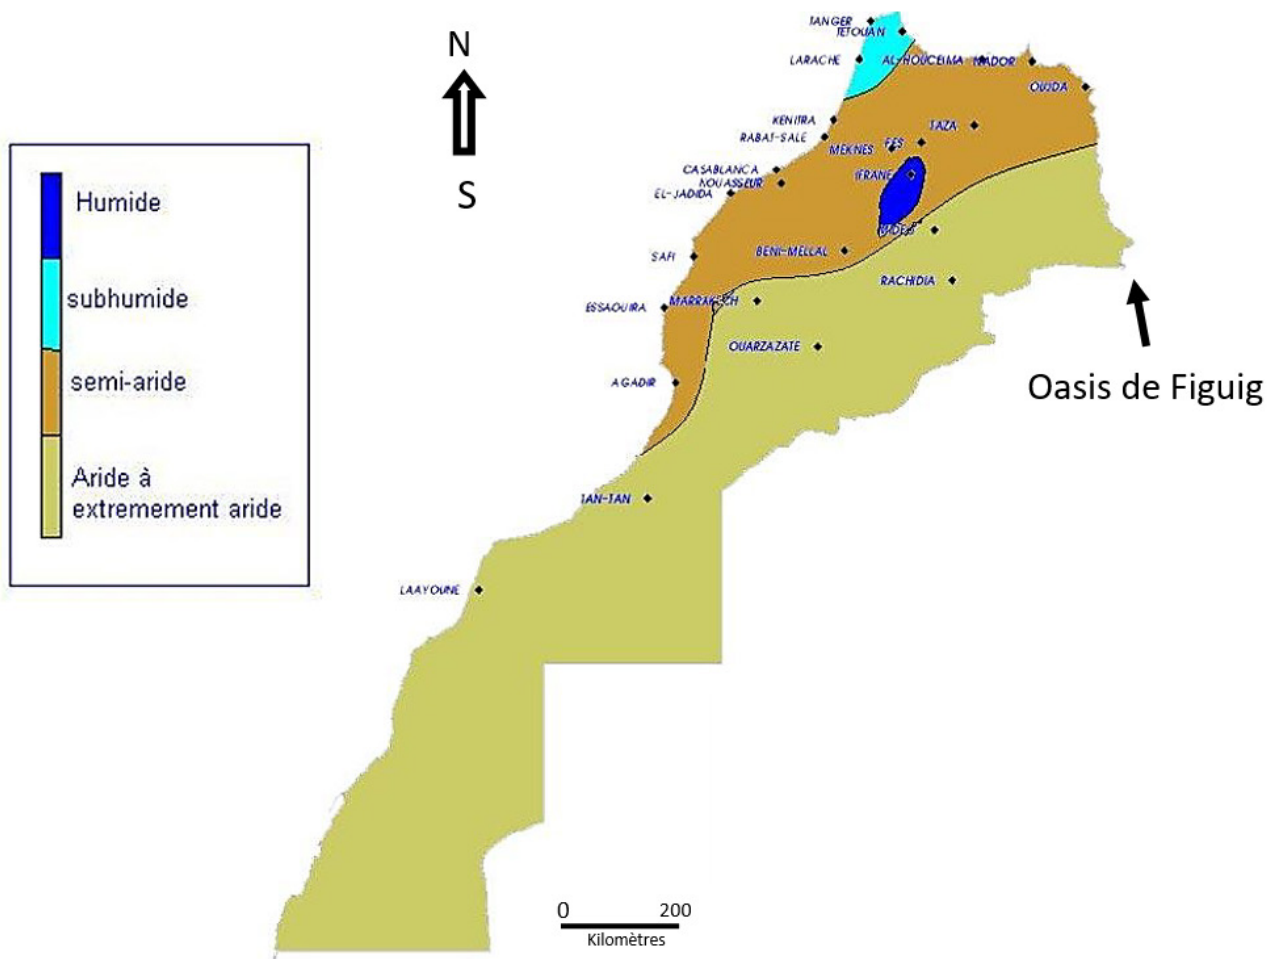 TANGER
TETOUAN
N
LARACHE
AL-HOUCEIMA
NADOR
OUJDA
KENITRA
TAZA
RABAT-SALE
FES
MEKNES
CASABLANCA
IFRANE
NOUASSEUR
S
EL-JADIDA
Humide
BENI-MELLAL
SAFI
RACHIDIA
subhumide
MARRAKECH
ESSAOUIRA
OUARZAZATE
semi-aride
AGADIR
Oasis de Figuig
Aride à
extremement aride
TAN-TAN
LAAYOUNE
0 200
Kilomètres